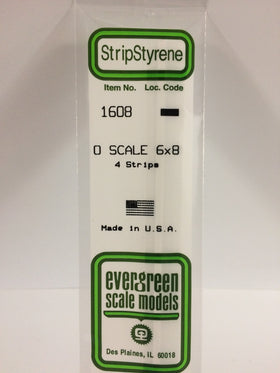 StripStyrene
Item No. Loc. Code
1608
O SCALE 6x8
4 Strips
Made in U.S.A.
evergreen
scale models
Des Plaines, IL 60018